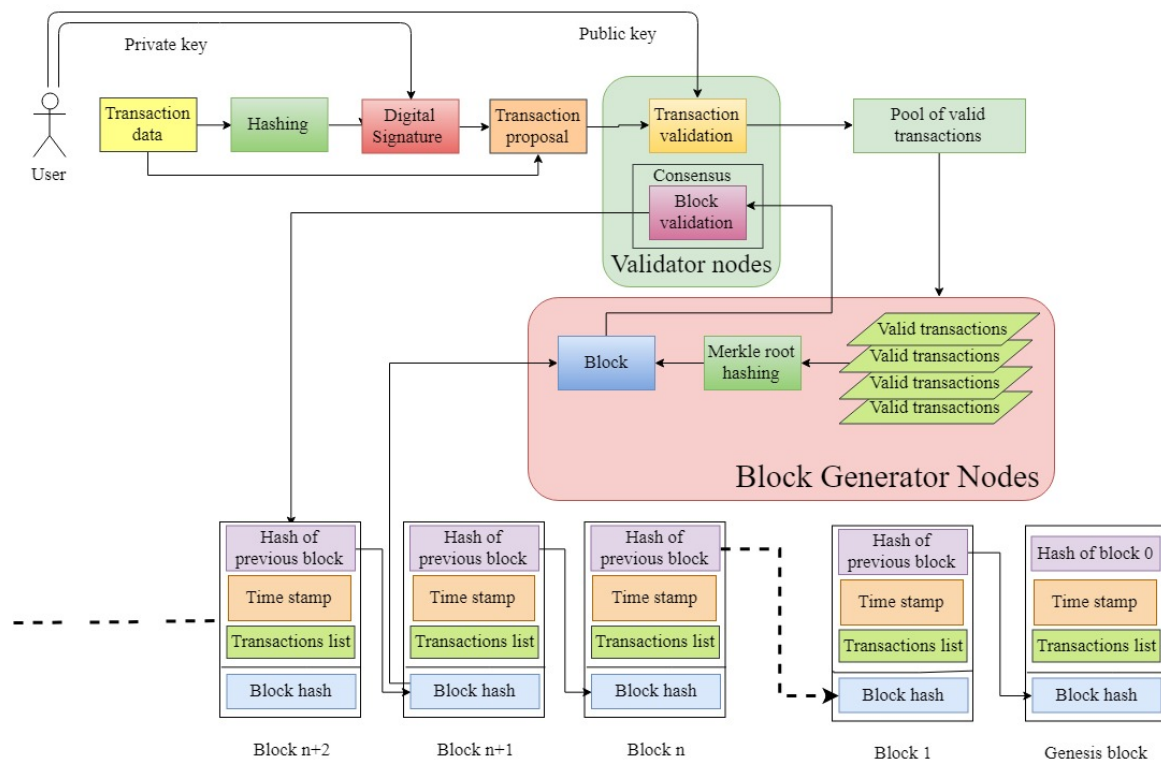 Private key
Public key
Transaction
data
Hashing
Digital
Signature
Transaction
proposal
Transaction
validation
Pool of valid
transactions
User
Consensus
Block
validation
Validator nodes
Block
Merkle root
hashing
Valid transactions
Valid transactions
Valid transactions
Valid transactions
Block Generator Nodes
Hash of
previous block
Time stamp
Transactions list
Block hash
Block n+2
Hash of
previous block
Time stamp
Transactions list
Block hash
Block n+1
Hash of
previous block
Time stamp
Transactions list
Block hash
Block n
Hash of
previous block
Time stamp
Transactions list
Block hash
Block 1
Hash of block 0
Time stamp
Transactions list
Block hash
Genesis block